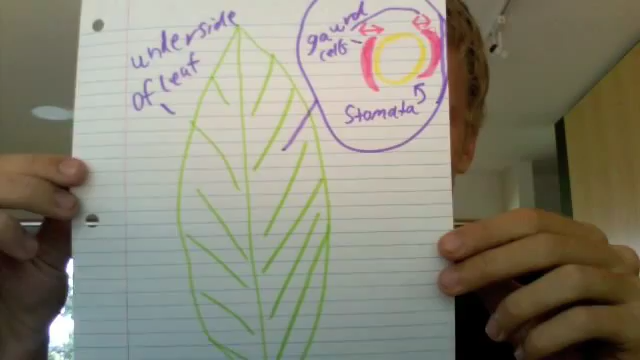 underside
of leaf
gaurd
cells
Stomata